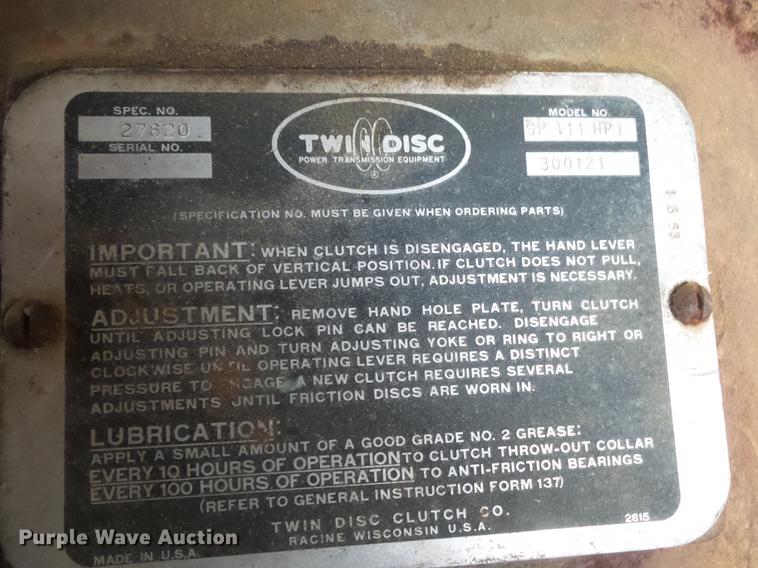 SPEC. NO.
27620
SERIAL NO.
TWIN DISC
POWER TRANSMISSION EQUIPMENT
®
MODEL NO.
SP 111 HP1
300121
(SPECIFICATION NO. MUST BE GIVEN WHEN ORDERING PARTS)
IMPORTANT: WHEN CLUTCH IS DISENGAGED, THE HAND LEVER
MUST FALL BACK OF VERTICAL POSITION. IF CLUTCH DOES NOT PULL,
HEATS, OR OPERATING LEVER JUMPS OUT, ADJUSTMENT IS NECESSARY.
ADJUSTMENT: REMOVE HAND HOLE PLATE, TURN CLUTCH
UNTIL ADJUSTING LOCK PIN CAN BE REACHED. DISENGAGE
ADJUSTING PIN AND TURN ADJUSTING YOKE OR RING TO RIGHT OR
CLOCKWISE UNTIL OPERATING LEVER REQUIRES A DISTINCT
PRESSURE TO ENGAGE. A NEW CLUTCH REQUIRES SEVERAL
ADJUSTMENTS UNTIL FRICTION DISCS ARE WORN IN.
LUBRICATION:
APPLY A SMALL AMOUNT OF A GOOD GRADE NO. 2 GREASE:
EVERY 10 HOURS OF OPERATION TO CLUTCH THROW-OUT COLLAR
EVERY 100 HOURS OF OPERATION TO ANTI-FRICTION BEARINGS
(REFER TO GENERAL INSTRUCTION FORM 137)
TWIN DISC CLUTCH CO.
RACINE WISCONSIN U.S.A.
2815
MADE IN U.S.A.
Purple Wave Auction